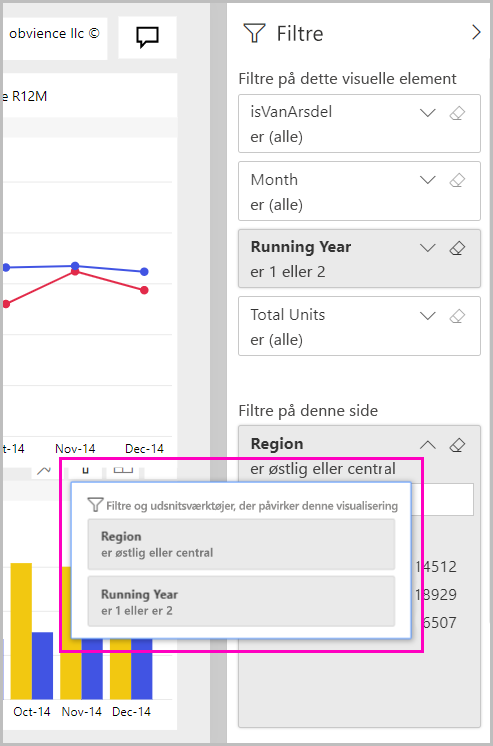 obvience llc ©
e R12M
t-14 Nov-14 Dec-14
Oct-14 Nov-14 Dec-14
Filtre
Filtre på dette visuelle element
isVanArsdel
er (alle)
Month
er (alle)
Running Year
er 1 eller 2
Total Units
er (alle)
Filtre på denne side
Region
er østlig eller central
14512
18929
6507
Filtre og udsnitsværktøjer, der påvirker denne visualisering
Region
er østlig eller central
Running Year
er 1 eller er 2